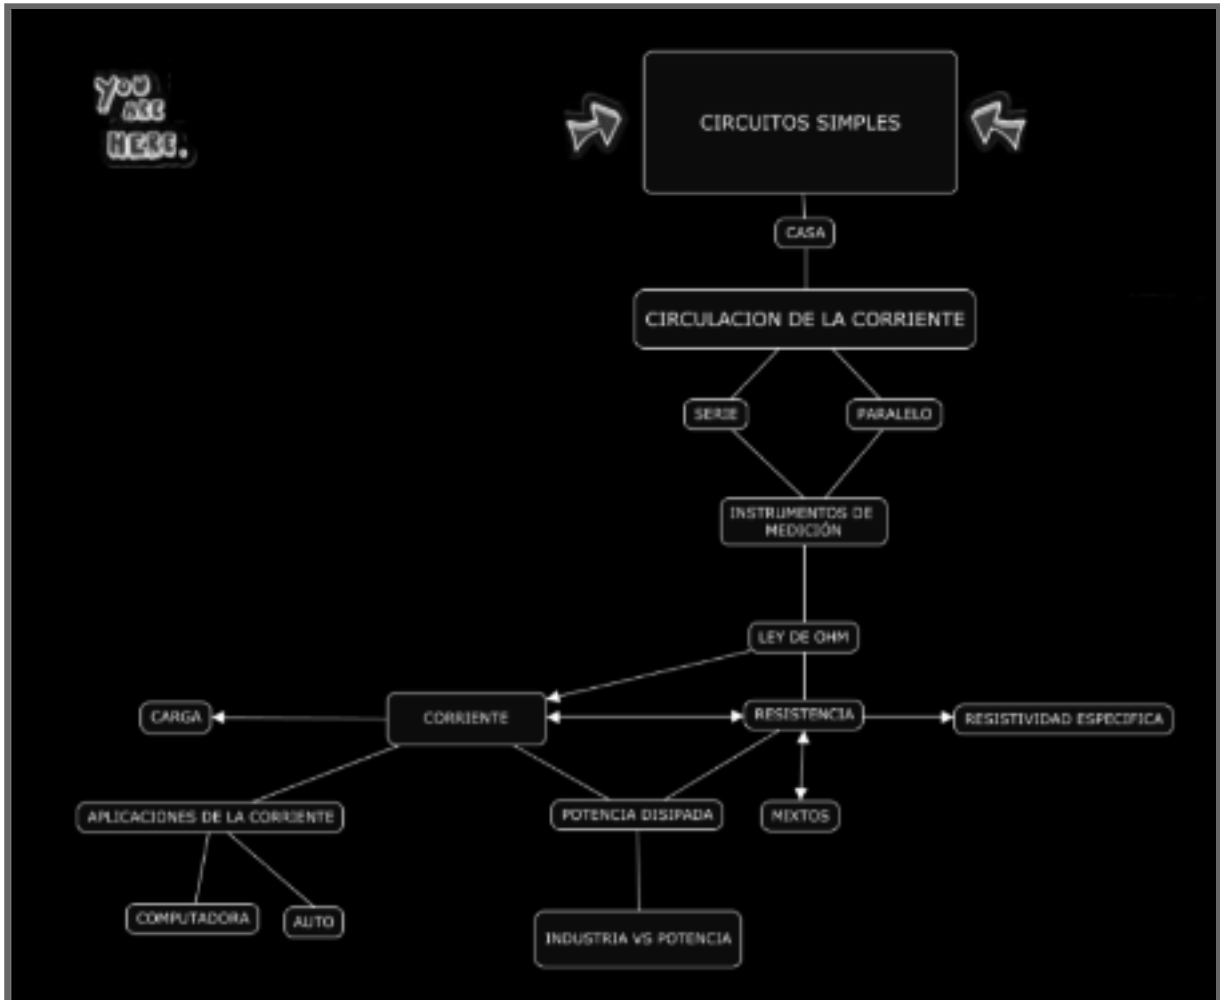 YOU
ARE
HERE.
CIRCUITOS SIMPLES
CASA
CIRCULACION DE LA CORRIENTE
SERIE
PARALELO
INSTRUMENTOS DE
MEDICIÓN
LEY DE OHM
CARGA
CORRIENTE
RESISTENCIA
RESISTIVIDAD ESPECIFICA
APLICACIONES DE LA CORRIENTE
POTENCIA DISIPADA
MIXTOS
COMPUTADORA
AUTO
INDUSTRIA VS POTENCIA